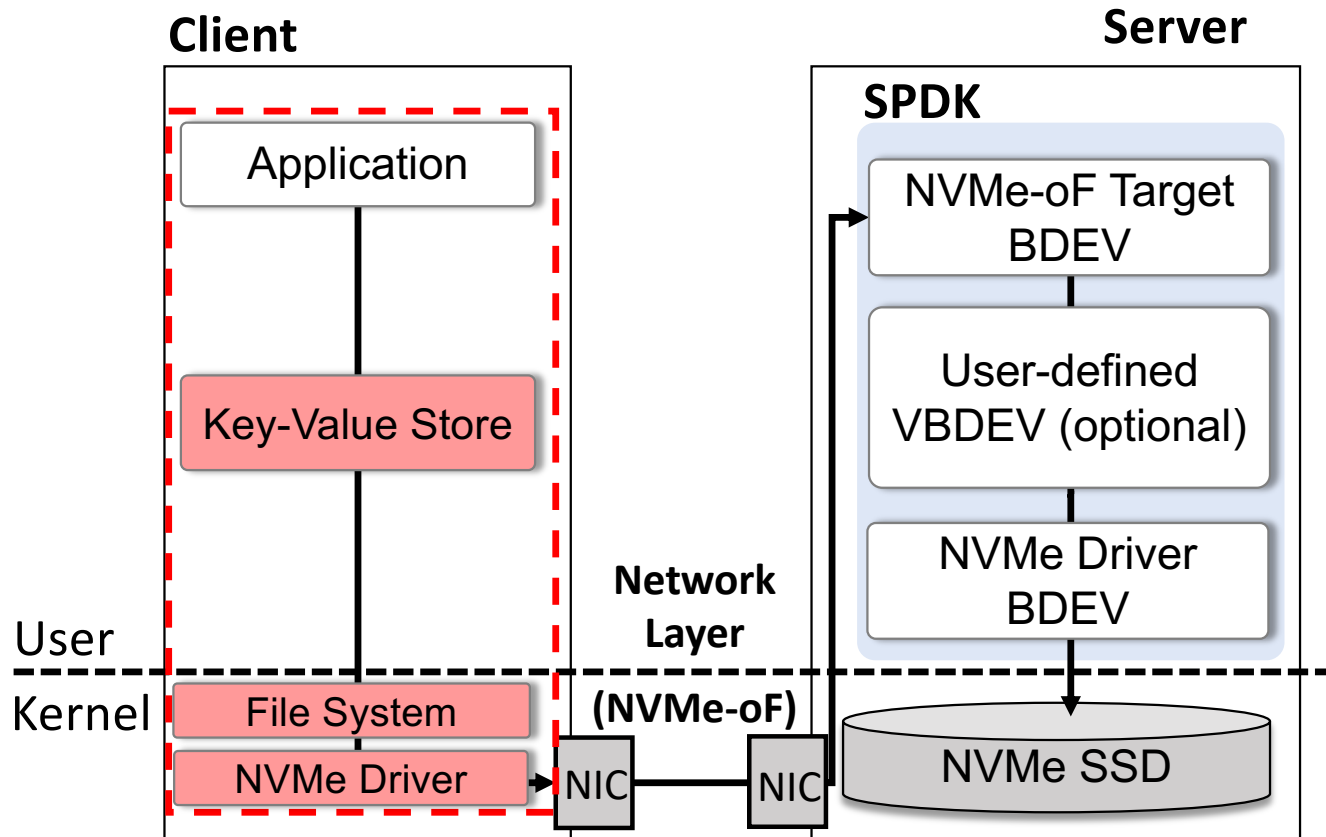 Client
Server
SPDK
Application
NVMe-oF Target
BDEV
Key-Value Store
User-defined
VBDEV (optional)
NVMe Driver
BDEV
Network
Layer
User
Kernel
(NVMe-oF)
File System
NVMe Driver
NIC
NIC
NVMe SSD